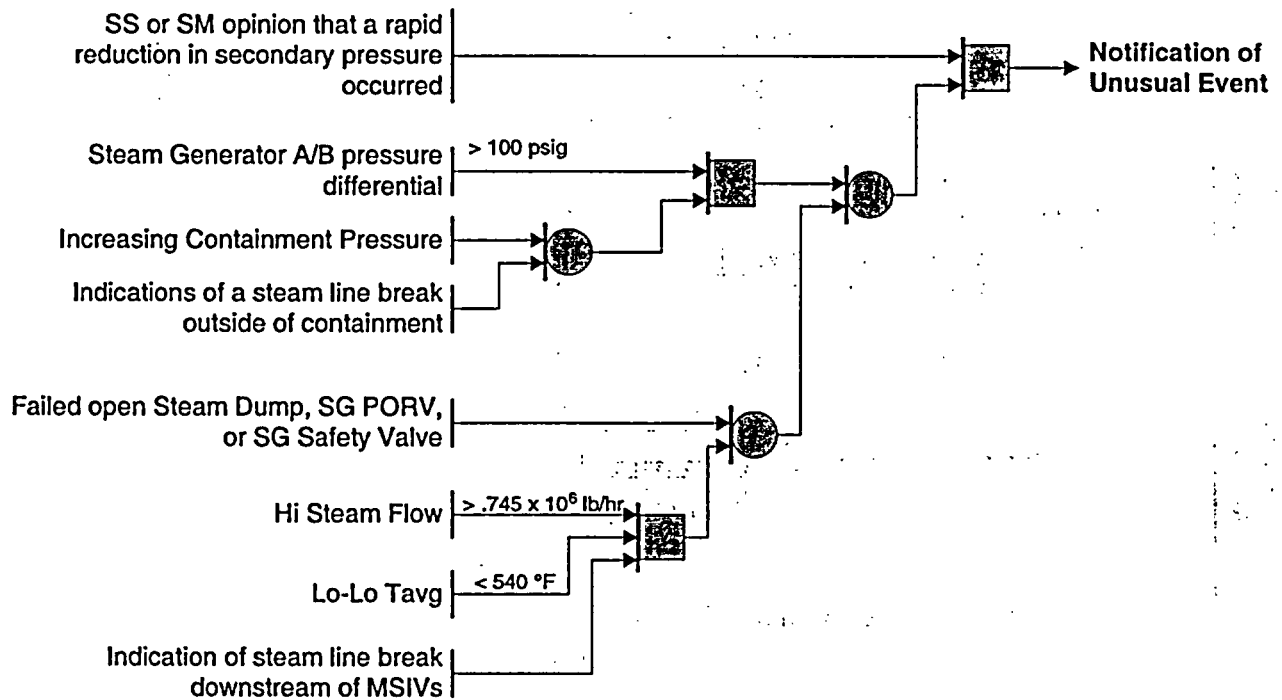 SS or SM opinion that a rapid
reduction in secondary pressure
occurred
Notification of
Unusual Event
Steam Generator A/B pressure
differential
> 100 psig
Increasing Containment Pressure
Indications of a steam line break
outside of containment
Failed open Steam Dump, SG PORV,
or SG Safety Valve
Hi Steam Flow
> .745 x 10⁶ lb/hr
Lo-Lo Tavg
< 540 °F
Indication of steam line break
downstream of MSIVs